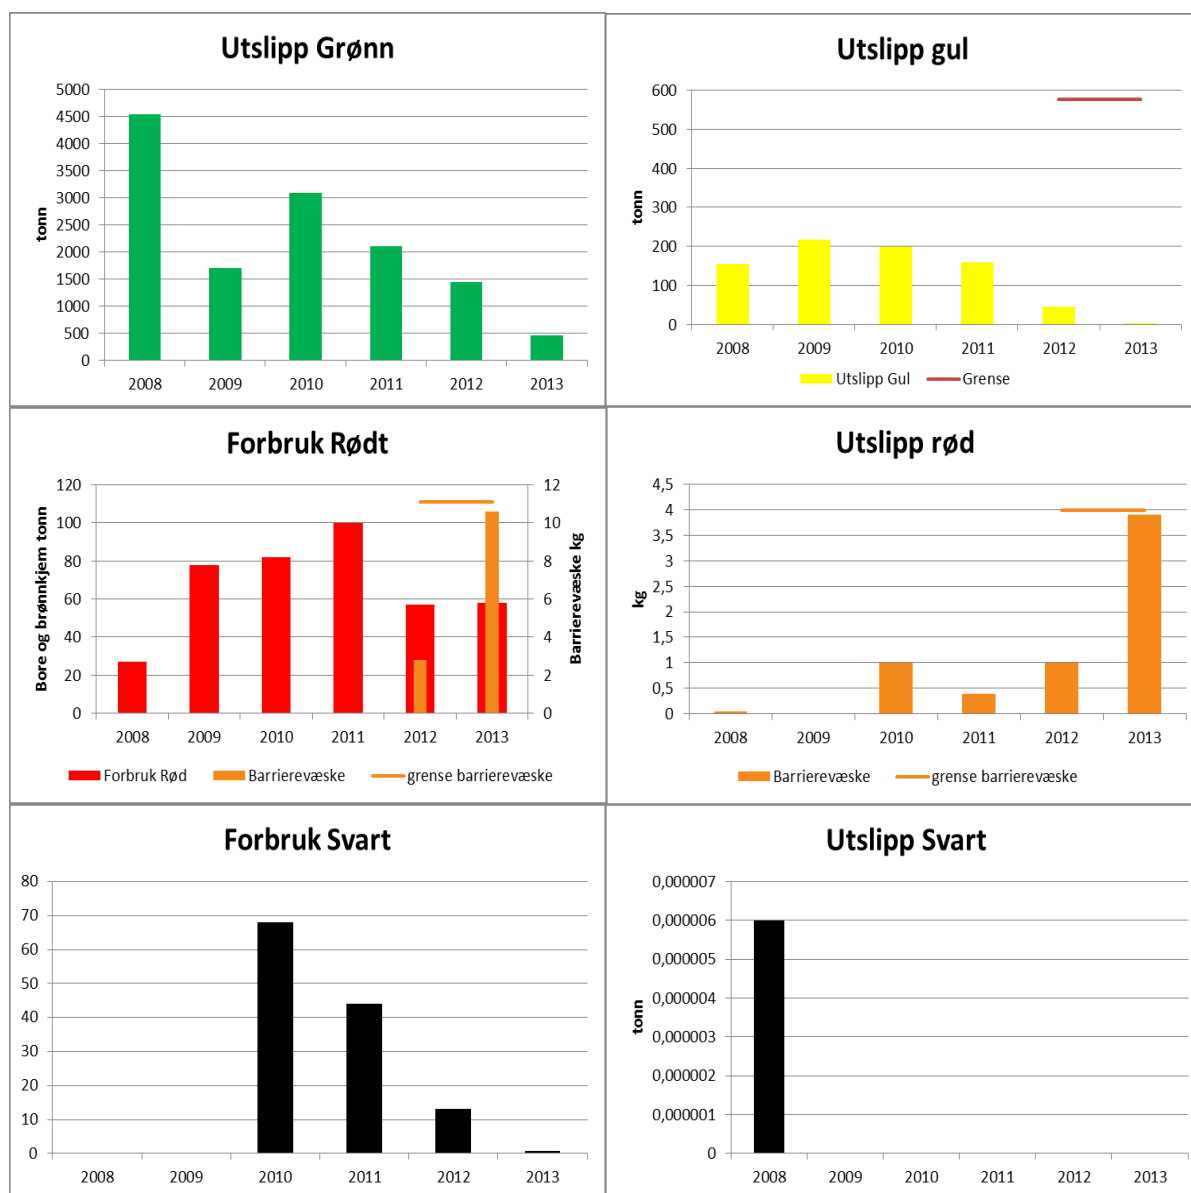 Utslipp Grønn
tonn
5000
4500
4000
3500
3000
2500
2000
1500
1000
500
0
2008 2009 2010 2011 2012 2013
Utslipp gul
tonn
600
500
400
300
200
100
0
2008 2009 2010 2011 2012 2013
Utslipp Gul Grense
Forbruk Rødt
Bore og brønnkjem tonn
120
100
80
60
40
20
0
12
10
8
6
4
2
0
Barrierevæske kg
2008 2009 2010 2011 2012 2013
Forbruk Rød Barrierevæske grense barrierevæske
Utslipp rød
kg
4,5
4
3,5
3
2,5
2
1,5
1
0,5
0
2008 2009 2010 2011 2012 2013
Barrierevæske grense barrierevæske
Forbruk Svart
80
70
60
50
40
30
20
10
0
2008 2009 2010 2011 2012 2013
Utslipp Svart
tonn
0,000007
0,000006
0,000005
0,000004
0,000003
0,000002
0,000001
0
2008 2009 2010 2011 2012 2013